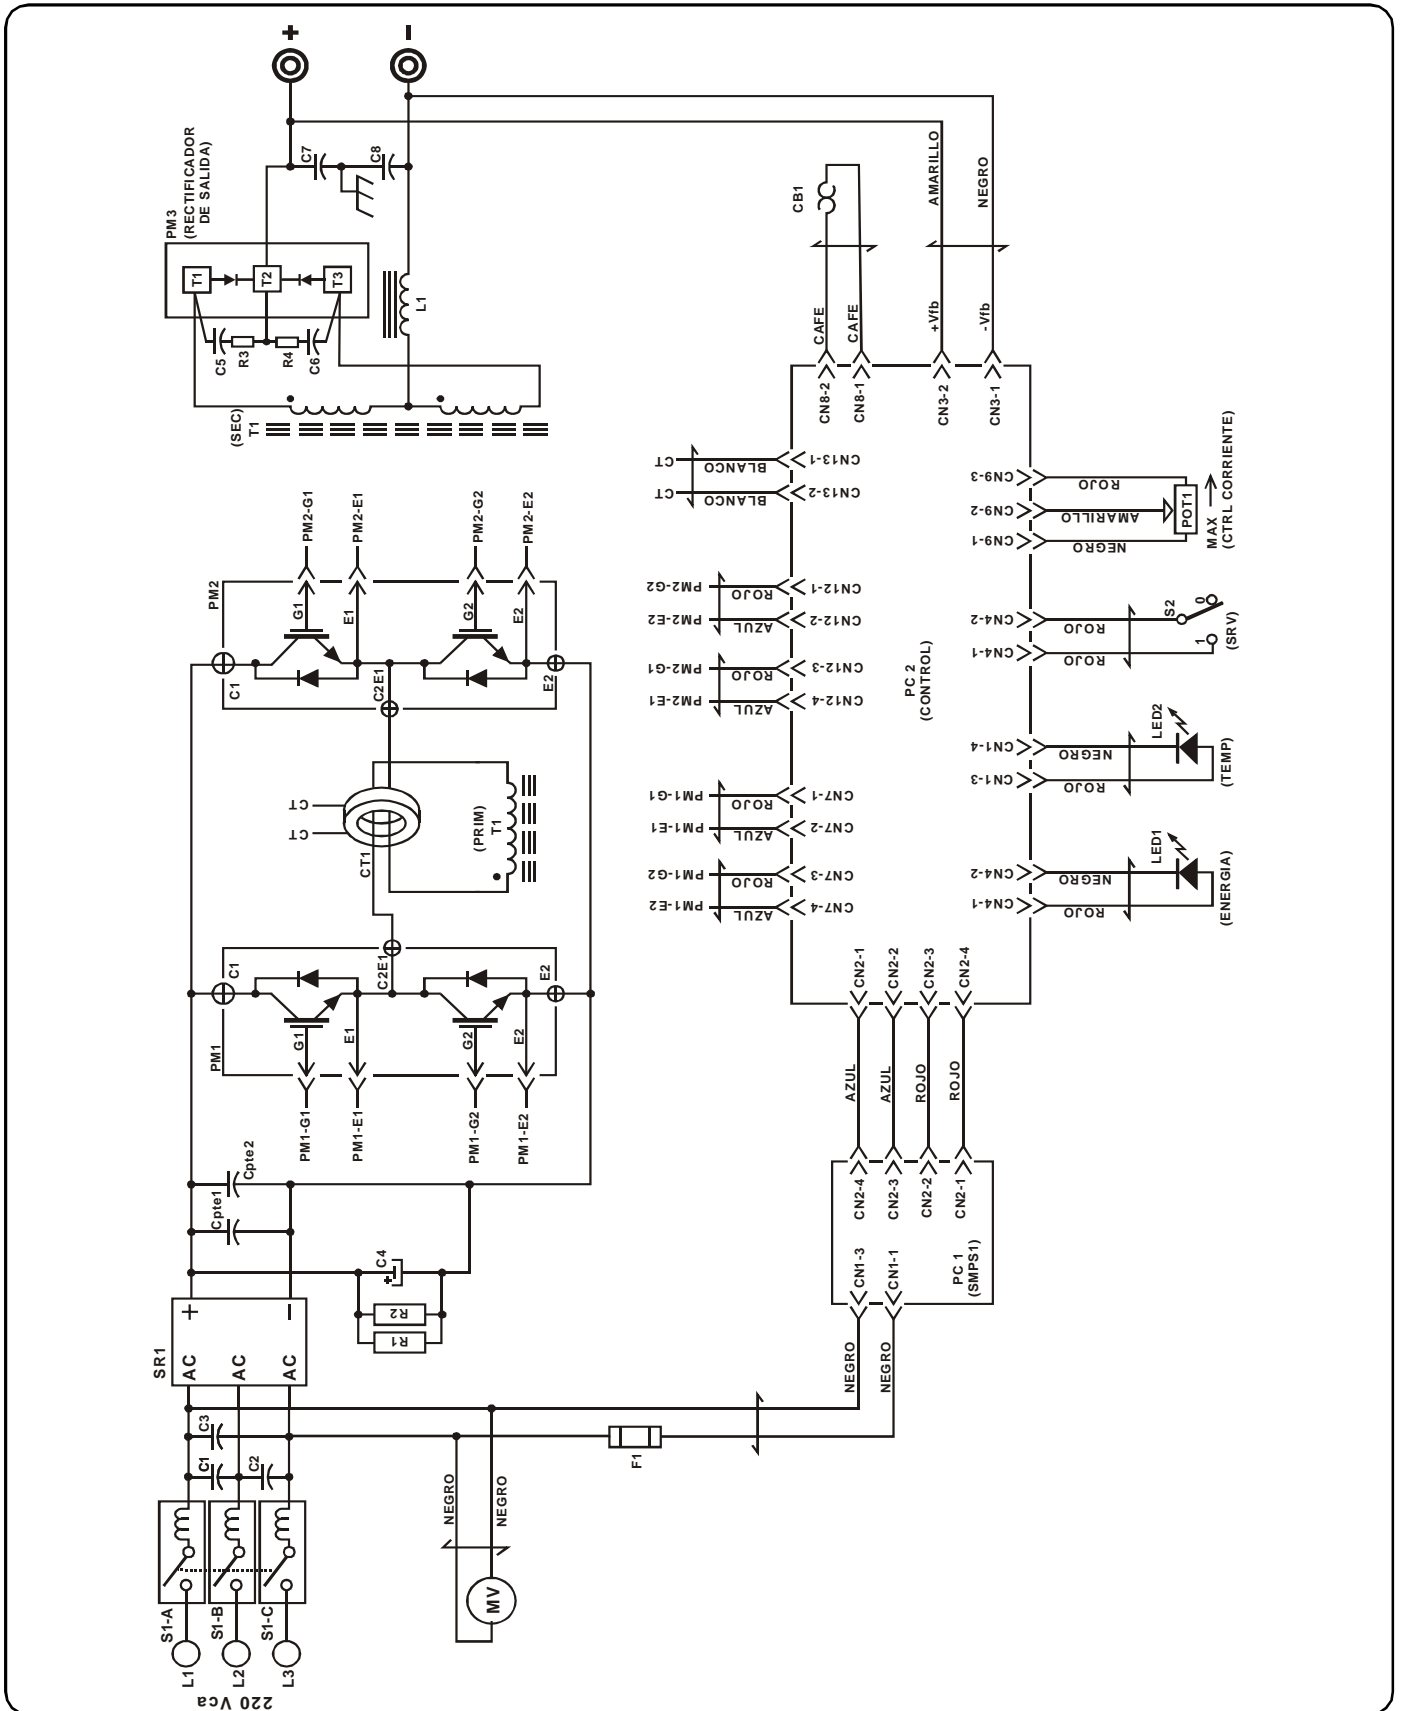 +
-
PM3
(RECTIFICADOR
DE SALIDA)
C7
C8
T1
T2
T3
C5
R3
R4
C6
L1
(SEC)
T1
CB1
AMARILLO
NEGRO
CAFE
CAFE
+Vfb
-Vfb
CN8-2
CN8-1
CN3-2
CN3-1
PM2-G1
PM2-E1
PM2-G2
PM2-E2
PM2
G1
E1
G2
E2
C1
C2E1
E2
CT
CT
CT1
(PRIM)
T1
C1
C2E1
E2
PM1
G1
E1
G2
E2
PM1-G1
PM1-E1
PM1-G2
PM1-E2
CT
BLANCO
CN13-1
CT
BLANCO
CN13-2
PM2-G2
ROJO
CN12-1
PM2-E2
AZUL
CN12-2
PM2-G1
ROJO
CN12-3
PM2-E1
AZUL
CN12-4
PM1-G1
ROJO
CN7-1
PM1-E1
AZUL
CN7-2
PM1-G2
ROJO
CN7-3
PM1-E2
AZUL
CN7-4
PC 2
(CONTROL)
CN9-3
ROJO
CN9-2
AMARILLO
CN9-1
NEGRO
POT1
MAX
(CTRL CORRIENTE)
CN4-2
ROJO
CN4-1
ROJO
S2
0
1
(SRV)
CN1-4
NEGRO
CN1-3
ROJO
LED2
(TEMP)
CN4-2
NEGRO
CN4-1
ROJO
LED1
(ENERGIA)
CN2-1
CN2-2
CN2-3
CN2-4
AZUL
AZUL
ROJO
ROJO
CN2-4
CN2-3
CN2-2
CN2-1
CN1-3
CN1-1
PC 1
(SMPS1)
NEGRO
NEGRO
Cpte2
Cpte1
C4
+
R2
R1
SR1
+
-
AC
AC
AC
C3
C1
C2
F1
NEGRO
NEGRO
MV
S1-A
S1-B
S1-C
L1
L2
L3
220 Vca